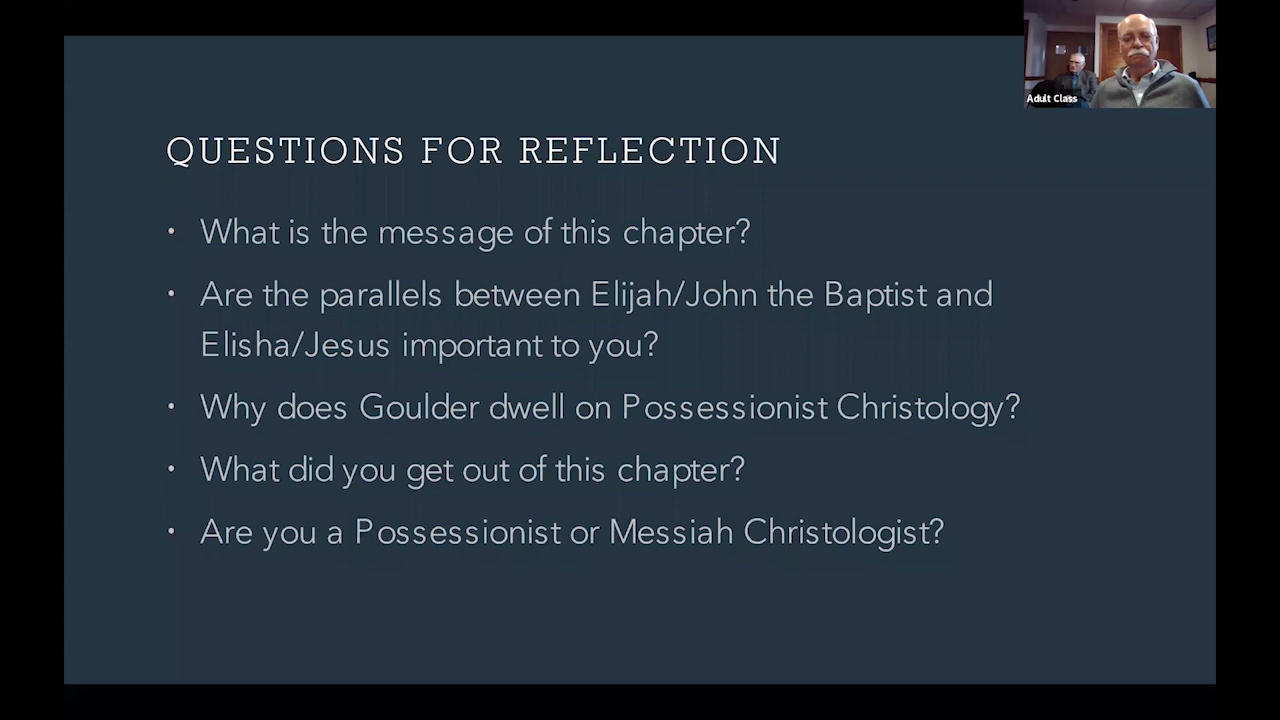 Adult Class
QUESTIONS FOR REFLECTION
• What is the message of this chapter?
• Are the parallels between Elijah/John the Baptist and
Elisha/Jesus important to you?
• Why does Goulder dwell on Possessionist Christology?
• What did you get out of this chapter?
• Are you a Possessionist or Messiah Christologist?